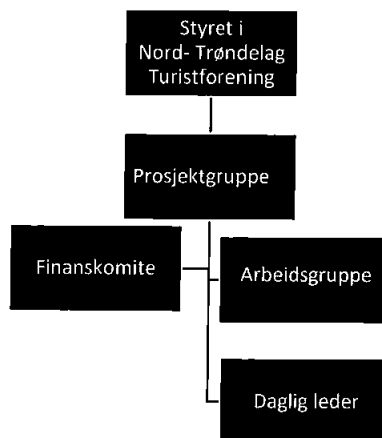 Styret i
Nord- Trøndelag
Turistforening
Prosjektgruppe
Finanskomite
Arbeidsgruppe
Daglig leder